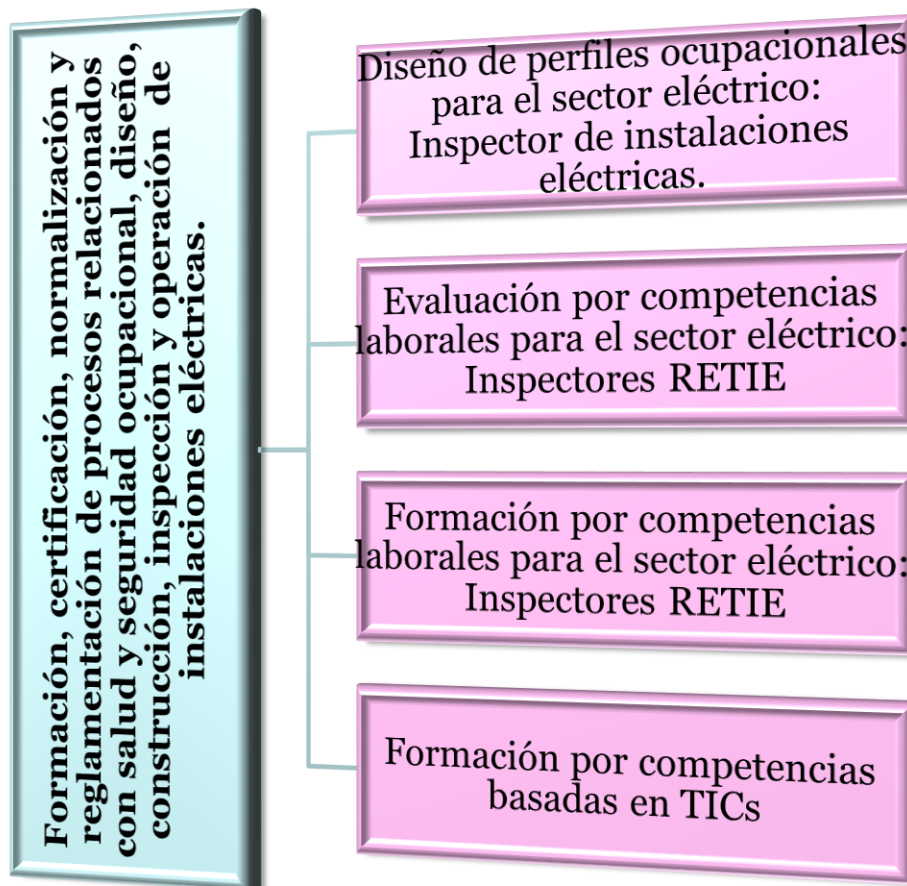 Formación, certificación, normalización y
reglamentación de procesos relacionados
con salud y seguridad ocupacional, diseño,
construcción, inspección y operación de
instalaciones eléctricas.
Diseño de perfiles ocupacionales
para el sector eléctrico:
Inspector de instalaciones
eléctricas.
Evaluación por competencias
laborales para el sector eléctrico:
Inspectores RETIE
Formación por competencias
laborales para el sector eléctrico:
Inspectores RETIE
Formación por competencias
basadas en TICs